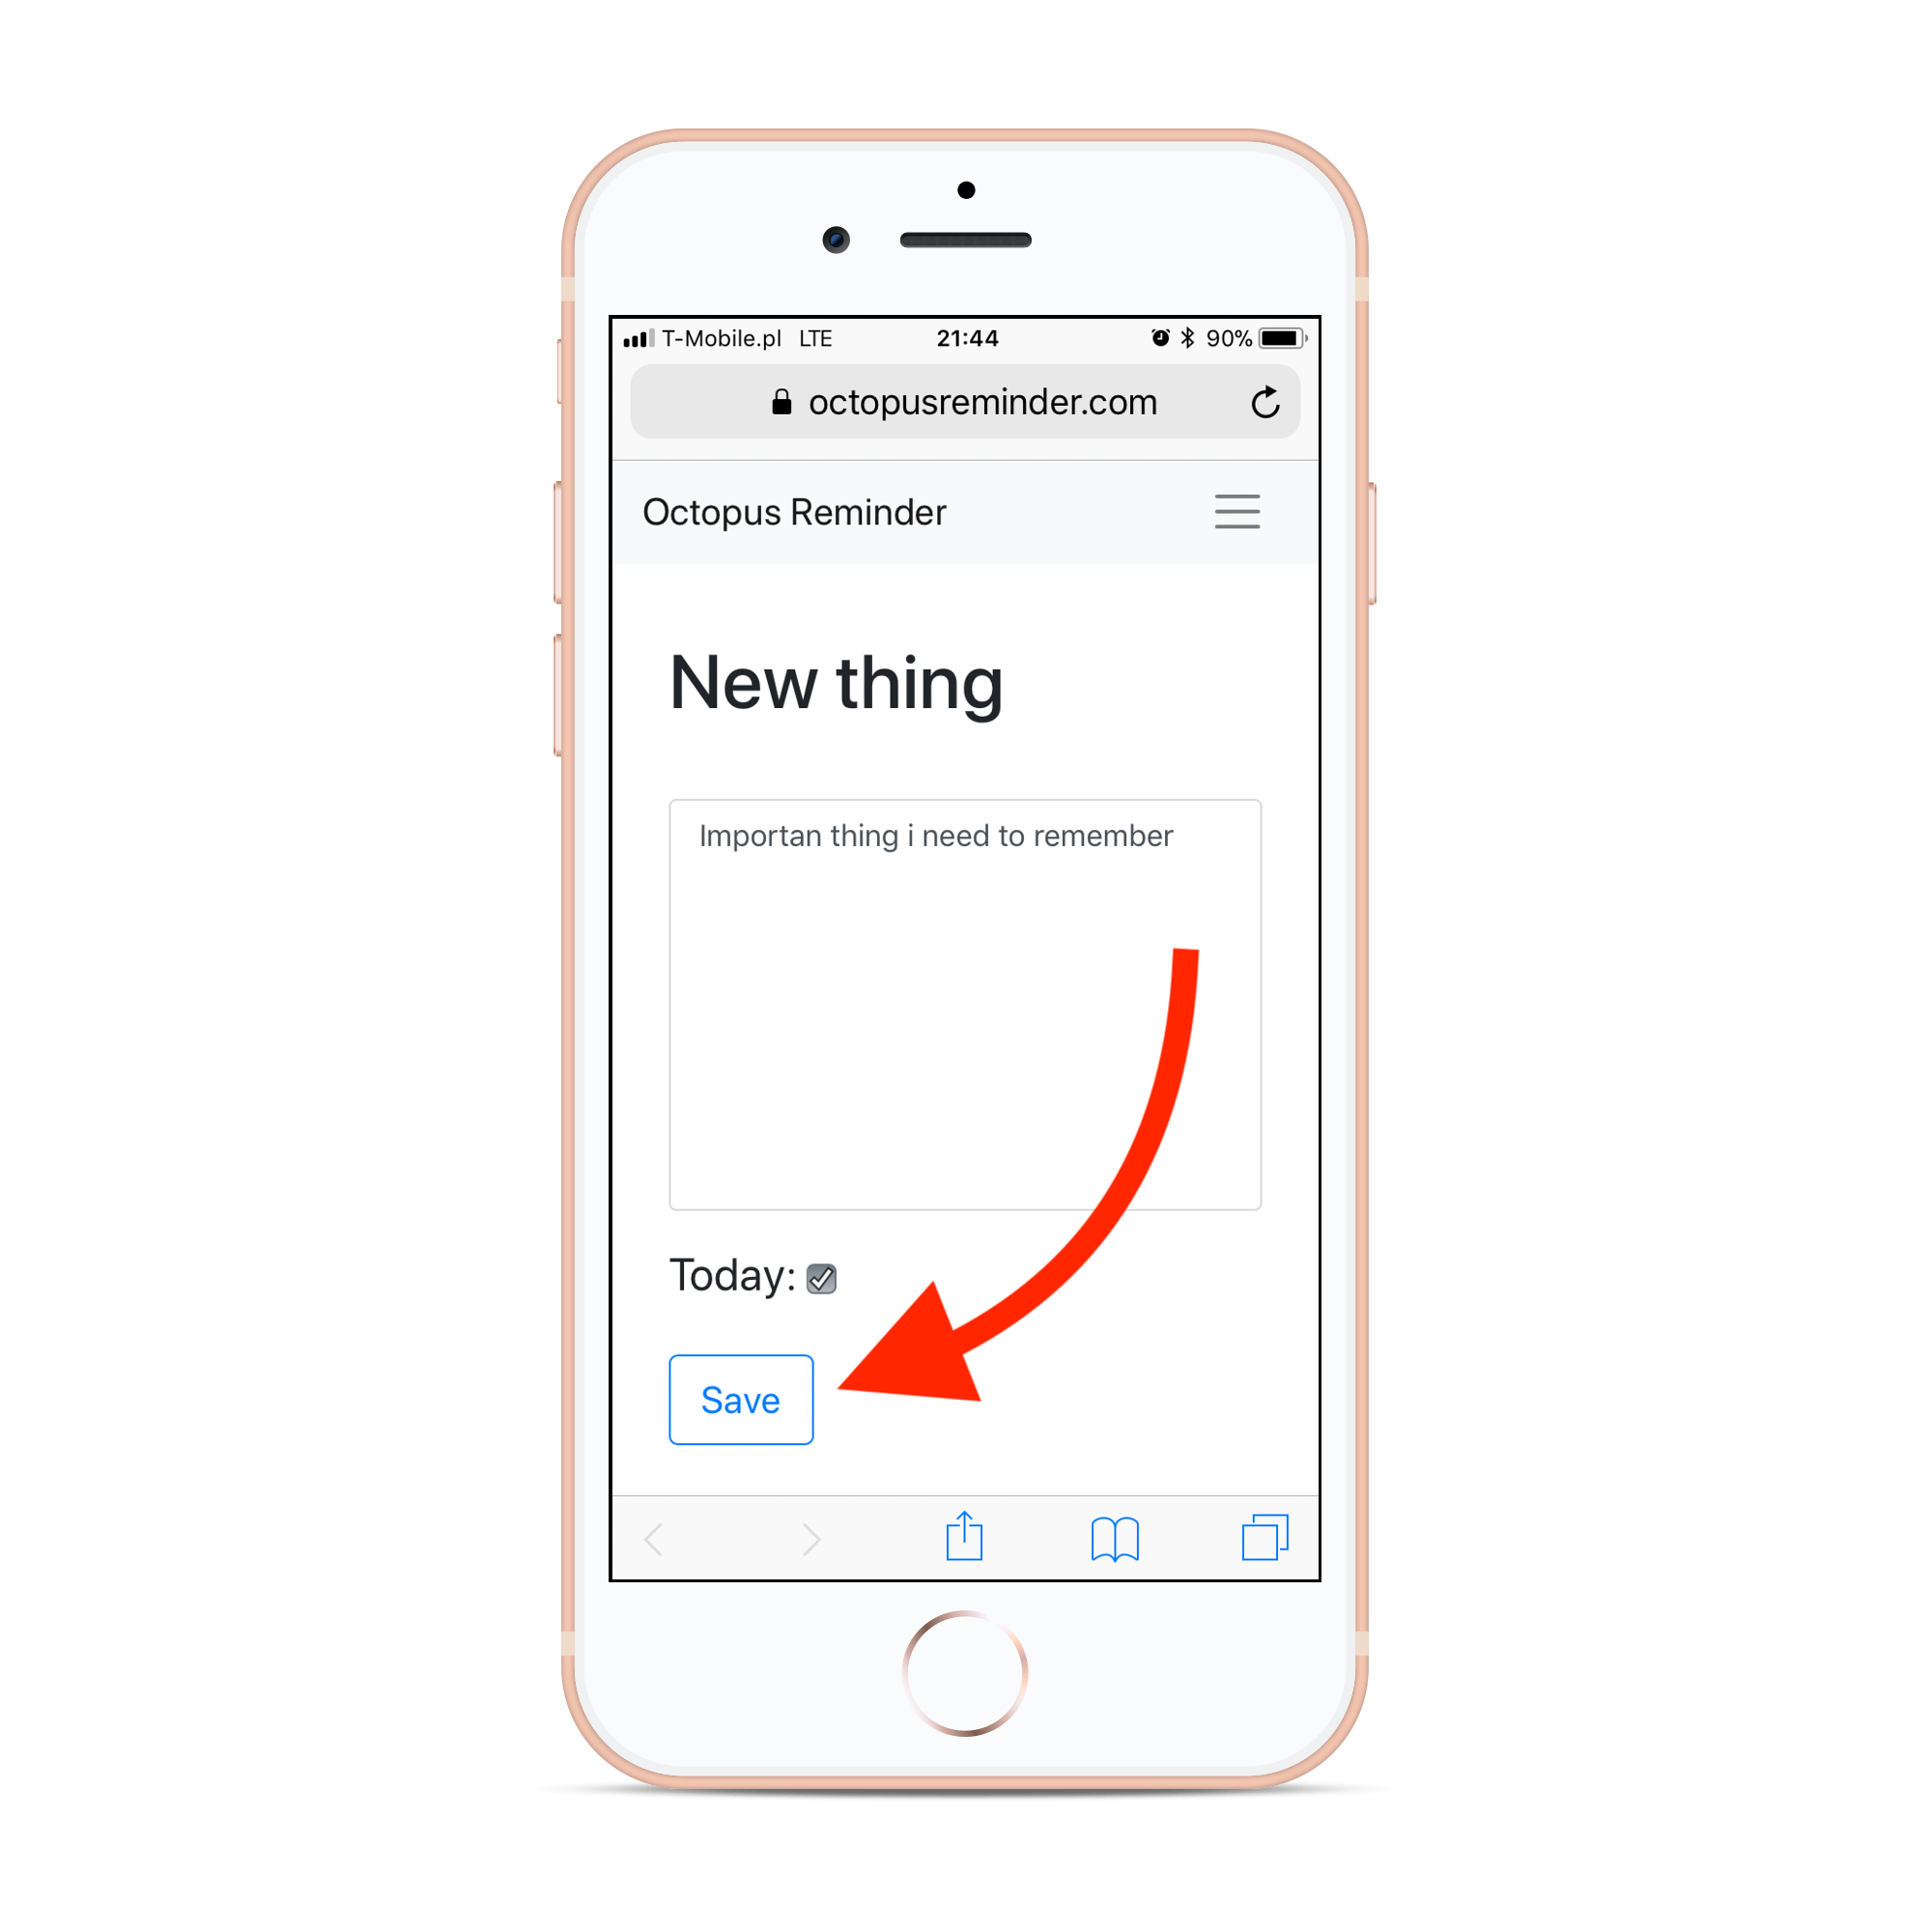 T-Mobile.pl LTE 21:44 90%
octopusreminder.com
Octopus Reminder
New thing
Importan thing i need to remember
Today:
Save